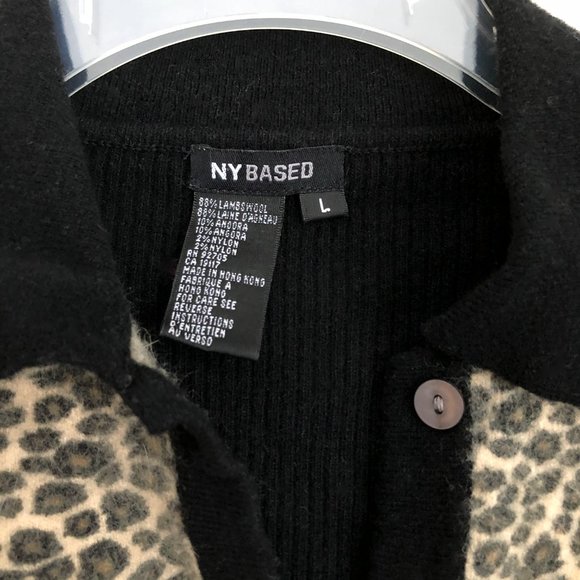 NY BASED
L
88% LAMBSWOOL
88% LAINE D'AGNEAU
10% ANGORA
10% ANGORA
2% NYLON
2% NYLON
RN 92705
CA 19117
MADE IN HONG KONG
FABRIQUE A
HONG KONG
FOR CARE SEE
REVERSE
INSTRUCTIONS
D'ENTRETIEN
AU VERSO